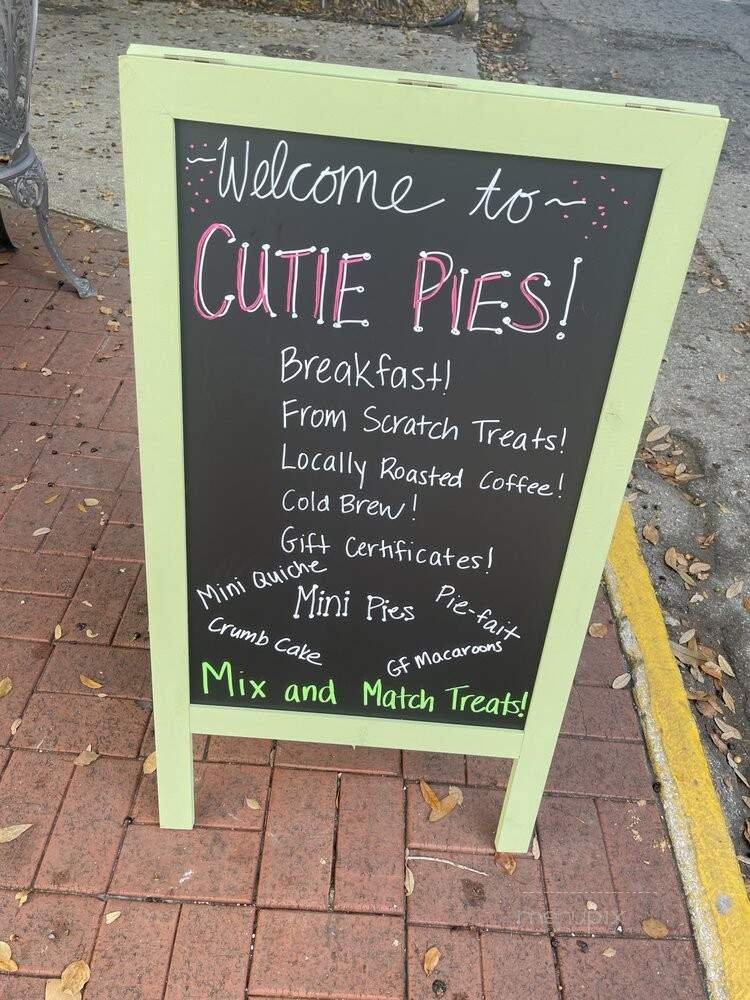 ~Welcome to~
CUTIE PIES!
Breakfast!
From Scratch Treats!
Locally Roasted Coffee!
Cold Brew!
Gift Certificates!
Mini Quiche
Mini Pies
Pie-fait
Crumb Cake
GF Macaroons
Mix and Match Treats!
menubix